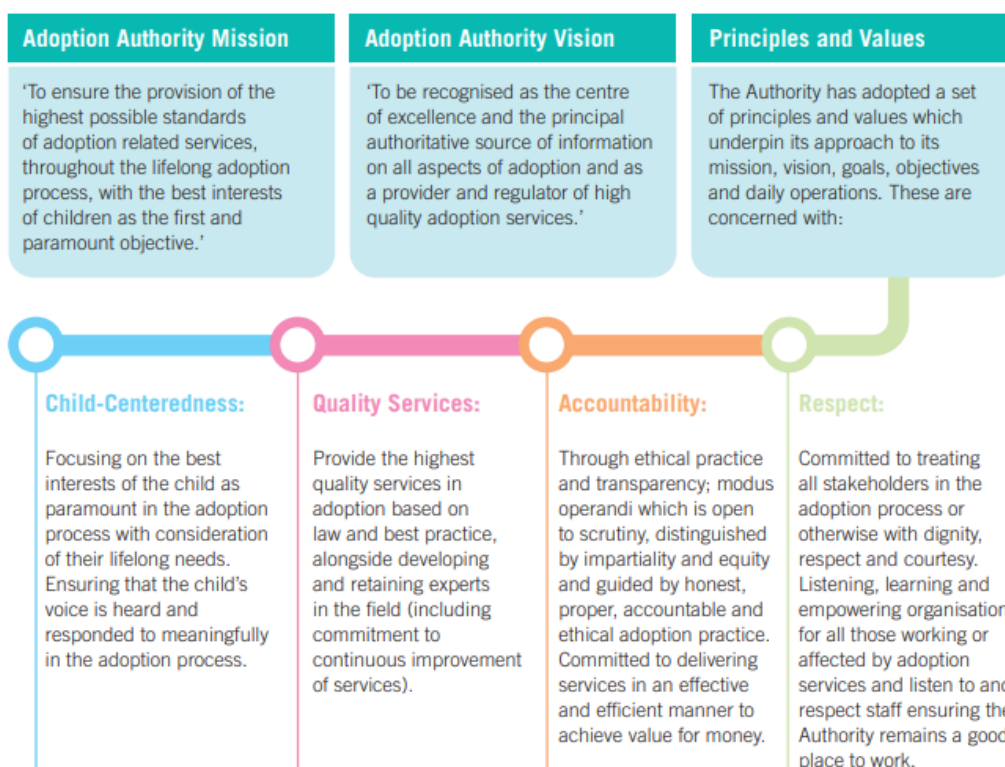 Adoption Authority Mission
'To ensure the provision of the
highest possible standards
of adoption related services,
throughout the lifelong adoption
process, with the best interests
of children as the first and
paramount objective.'
Adoption Authority Vision
'To be recognised as the centre
of excellence and the principal
authoritative source of information
on all aspects of adoption and as
a provider and regulator of high
quality adoption services.'
Principles and Values
The Authority has adopted a set
of principles and values which
underpin its approach to its
mission, vision, goals, objectives
and daily operations. These are
concerned with:
Child-Centeredness:
Focusing on the best
interests of the child as
paramount in the adoption
process with consideration
of their lifelong needs.
Ensuring that the child's
voice is heard and
responded to meaningfully
in the adoption process.
Quality Services:
Provide the highest
quality services in
adoption based on
law and best practice,
alongside developing
and retaining experts
in the field (including
commitment to
continuous improvement
of services).
Accountability:
Through ethical practice
and transparency; modus
operandi which is open
to scrutiny, distinguished
by impartiality and equity
and guided by honest,
proper, accountable and
ethical adoption practice.
Committed to delivering
services in an effective
and efficient manner to
achieve value for money.
Respect:
Committed to treating
all stakeholders in the
adoption process or
otherwise with dignity,
respect and courtesy.
Listening, learning and
empowering organisation
for all those working or
affected by adoption
services and listen to and
respect staff ensuring the
Authority remains a good
place to work.